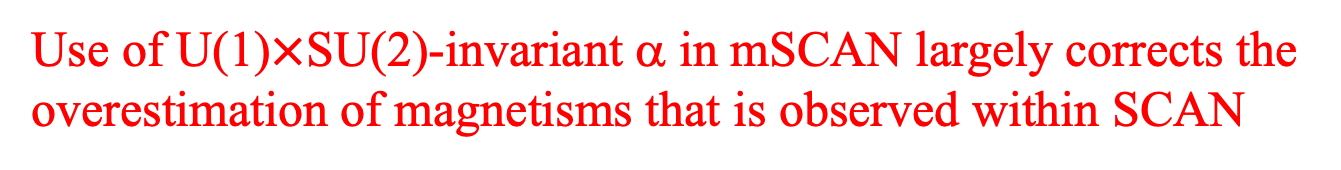 Use of U(1)×SU(2)-invariant α in mSCAN largely corrects the
overestimation of magnetisms that is observed within SCAN